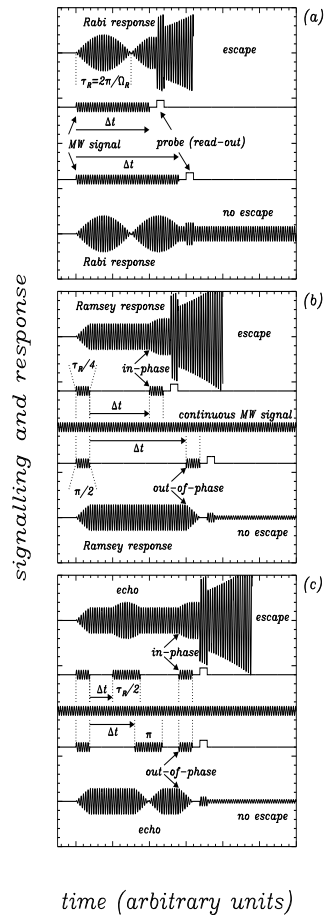 (a)
Rabi response
escape
τR=2π/ΩR
Δt
MW signal
probe (read-out)
Δt
no escape
Rabi response
(b)
Ramsey response
escape
in-phase
τR/4
Δt
continuous MW signal
Δt
π/2
out-of-phase
no escape
Ramsey response
(c)
echo
escape
in-phase
Δt
τR/2
Δt
π
out-of-phase
no escape
echo
signalling and response
time (arbitrary units)